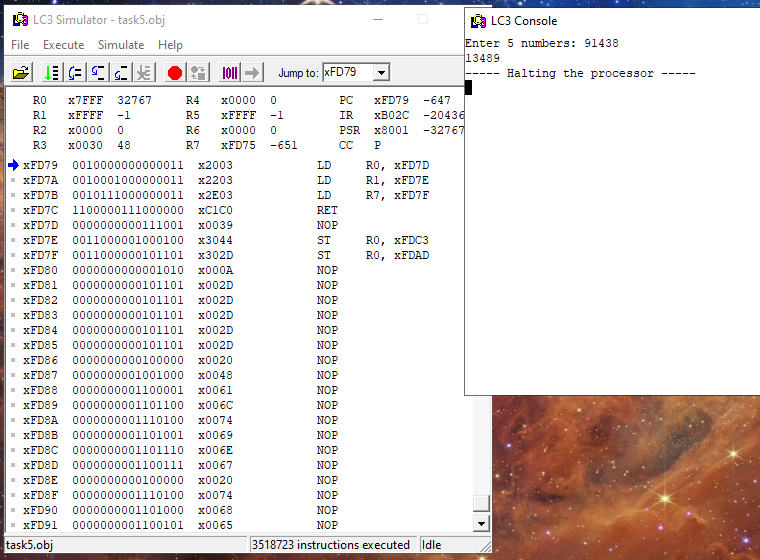 LC3 Simulator - task5.obj
File Execute Simulate Help
Jump to: xFD79
R0 x7FFF 32767 R4 x0000 0 PC xFD79 -647
R1 xFFFF -1 R5 xFFFF -1 IR xB02C -20436
R2 x0000 0 R6 x0000 0 PSR x8001 -32767
R3 x0030 48 R7 xFD75 -651 CC P
xFD79 0010000000000011 x2003 LD R0, xFD7D
xFD7A 0010001000000011 x2203 LD R1, xFD7E
xFD7B 0010111000000011 x2E03 LD R7, xFD7F
xFD7C 1100000111000000 xC1C0 RET
xFD7D 0000000000111001 x0039 NOP
xFD7E 0011000001000100 x3044 ST R0, xFDC3
xFD7F 0011000000101101 x302D ST R0, xFDAD
xFD80 0000000000001010 x000A NOP
xFD81 0000000000101101 x002D NOP
xFD82 0000000000101101 x002D NOP
xFD83 0000000000101101 x002D NOP
xFD84 0000000000101101 x002D NOP
xFD85 0000000000101101 x002D NOP
xFD86 0000000000100000 x0020 NOP
xFD87 0000000001001000 x0048 NOP
xFD88 0000000001100001 x0061 NOP
xFD89 0000000001101100 x006C NOP
xFD8A 0000000001110100 x0074 NOP
xFD8B 0000000001101001 x0069 NOP
xFD8C 0000000001101110 x006E NOP
xFD8D 0000000001100111 x0067 NOP
xFD8E 0000000000100000 x0020 NOP
xFD8F 0000000001110100 x0074 NOP
xFD90 0000000001101000 x0068 NOP
xFD91 0000000001100101 x0065 NOP
task5.obj 3518723 instructions executed Idle
LC3 Console
Enter 5 numbers: 91438
13489
----- Halting the processor -----